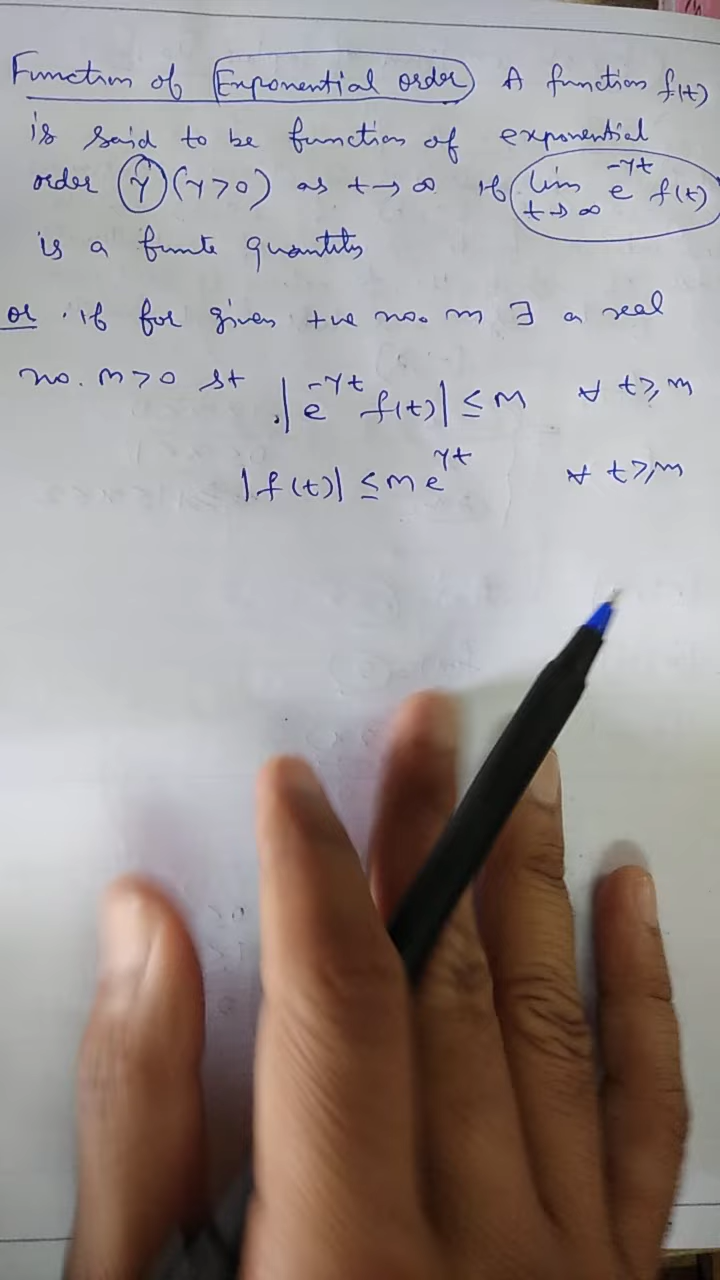 Function of Exponential order A function f(t)
is said to be function of exponential
order γ (γ>0) as t→∞ if lim t→∞ e^{-γt} f(t)
is a finite quantity
or if for given +ve no. m ∃ a real
no. M>0 st |e^{-γt} f(t)| ≤ M ∀ t≥m
|f(t)| ≤ M e^{γt} ∀ t≥m